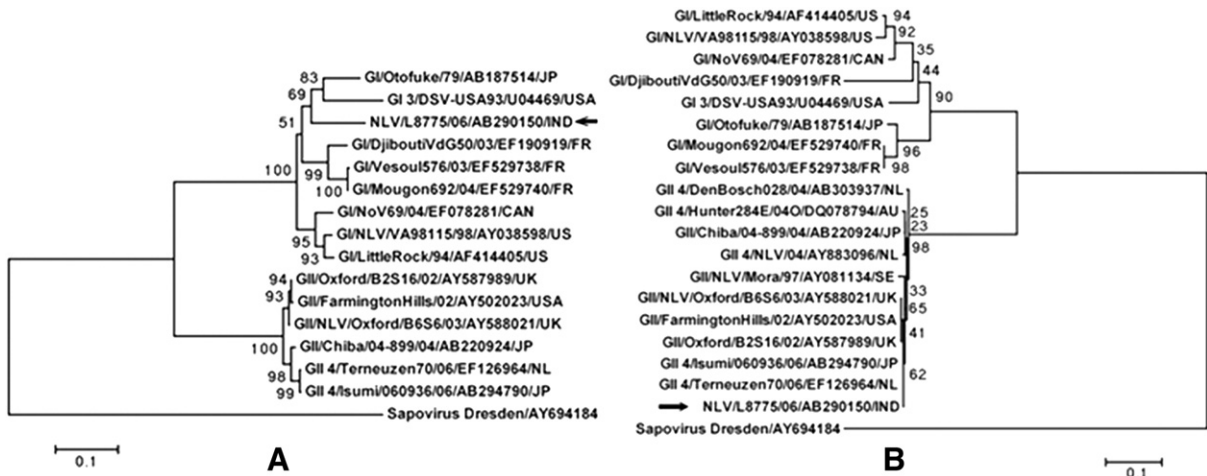 83
GI/Otofuke/79/AB187514/JP
69
GI 3/DSV-USA93/U04469/USA
51
NLV/L8775/06/AB290150/IND
GI/DjiboutiVdG50/03/EF190919/FR
100
99
GI/Vesoul576/03/EF529738/FR
100
GI/Mougon692/04/EF529740/FR
GI/NoV69/04/EF078281/CAN
95
GI/NLV/VA98115/98/AY038598/US
93
GI/LittleRock/94/AF414405/US
94
GII/Oxford/B2S16/02/AY587989/UK
93
GII/FarmingtonHills/02/AY502023/USA
GII/NLV/Oxford/B6S6/03/AY588021/UK
100
GII/Chiba/04-899/04/AB220924/JP
98
GII 4/Terneuzen70/06/EF126964/NL
99
GII 4/Isumi/060936/06/AB294790/JP
Sapovirus Dresden/AY694184
0.1
A
GI/LittleRock/94/AF414405/US
94
GI/NLV/VA98115/98/AY038598/US
92
GI/NoV69/04/EF078281/CAN
35
GI/DjiboutiVdG50/03/EF190919/FR
44
GI 3/DSV-USA93/U04469/USA
90
GI/Otofuke/79/AB187514/JP
GI/Mougon692/04/EF529740/FR
96
GI/Vesoul576/03/EF529738/FR
98
GII 4/DenBosch028/04/AB303937/NL
GII 4/Hunter284E/04O/DQ078794/AU
25
GII/Chiba/04-899/04/AB220924/JP
23
GII 4/NLV/04/AY883096/NL
98
GII/NLV/Mora/97/AY081134/SE
GII/NLV/Oxford/B6S6/03/AY588021/UK
33
65
GII/FarmingtonHills/02/AY502023/USA
41
GII/Oxford/B2S16/02/AY587989/UK
GII 4/Isumi/060936/06/AB294790/JP
62
GII 4/Terneuzen70/06/EF126964/NL
NLV/L8775/06/AB290150/IND
Sapovirus Dresden/AY694184
B
0.1